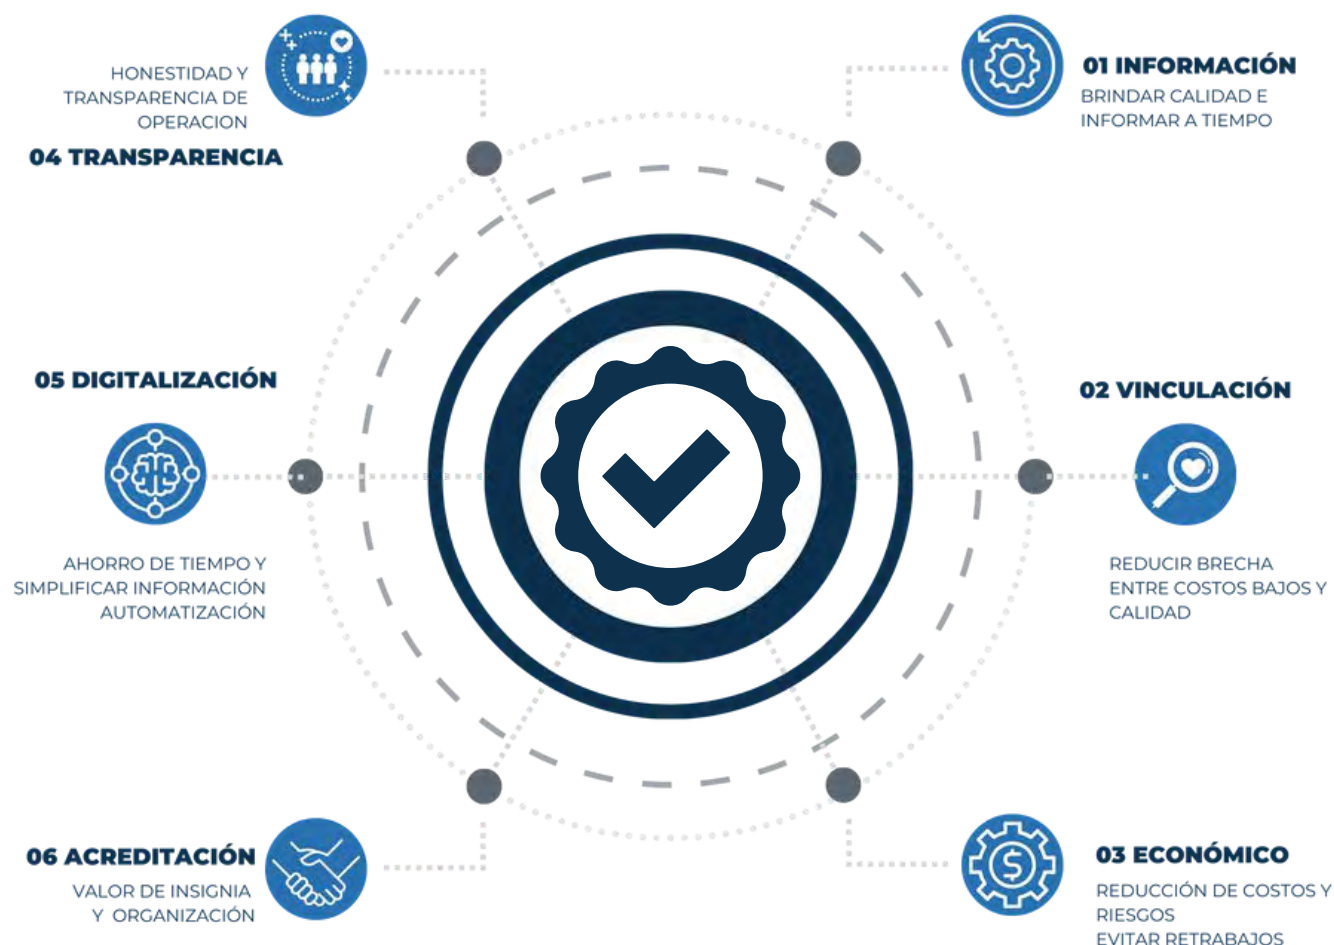 HONESTIDAD Y
TRANSPARENCIA DE
OPERACION
04 TRANSPARENCIA
01 INFORMACIÓN
BRINDAR CALIDAD E
INFORMAR A TIEMPO
05 DIGITALIZACIÓN
AHORRO DE TIEMPO Y
SIMPLIFICAR INFORMACIÓN
AUTOMATIZACIÓN
02 VINCULACIÓN
REDUCIR BRECHA
ENTRE COSTOS BAJOS Y
CALIDAD
06 ACREDITACIÓN
VALOR DE INSIGNIA
Y ORGANIZACIÓN
$
03 ECONÓMICO
REDUCCIÓN DE COSTOS Y
RIESGOS
EVITAR RETRABAJOS